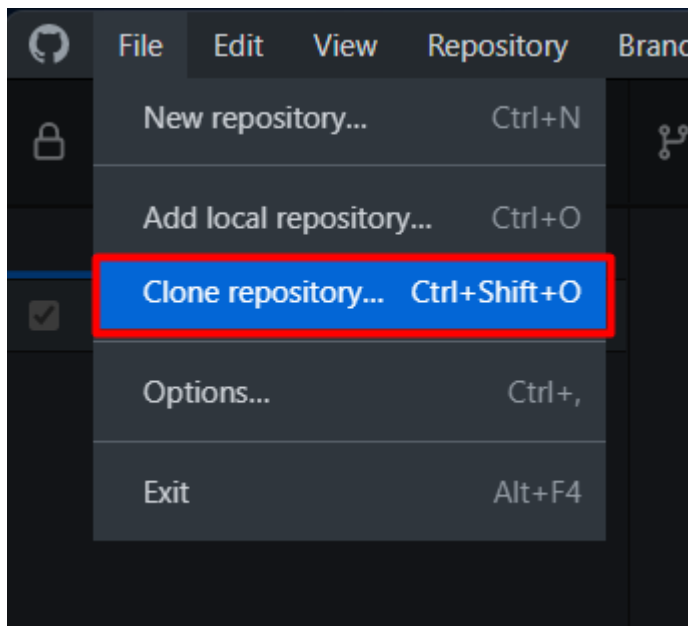 File Edit View Repository Branc
New repository... Ctrl+N
Add local repository... Ctrl+O
Clone repository... Ctrl+Shift+O
Options... Ctrl+,
Exit Alt+F4